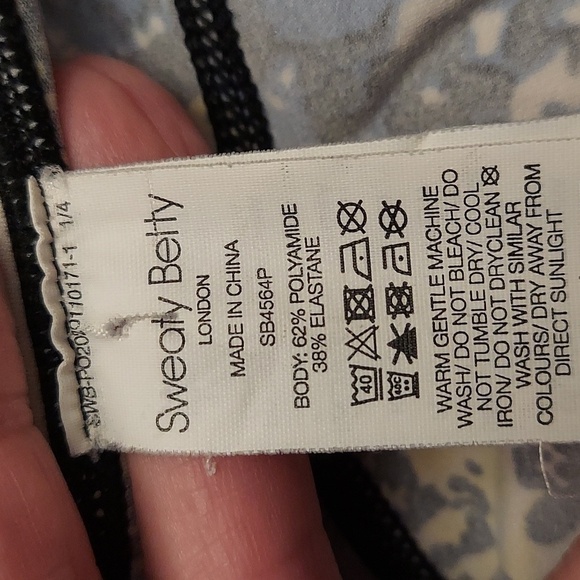 Sweaty Betty
LONDON
MADE IN CHINA
SB4564P
BODY: 62% POLYAMIDE
38% ELASTANE
40
40C
WARM GENTLE MACHINE
WASH/ DO NOT BLEACH/ DO
NOT TUMBLE DRY/ COOL
IRON/ DO NOT DRYCLEAN
WASH WITH SIMILAR
COLOURS/ DRY AWAY FROM
DIRECT SUNLIGHT
1/4